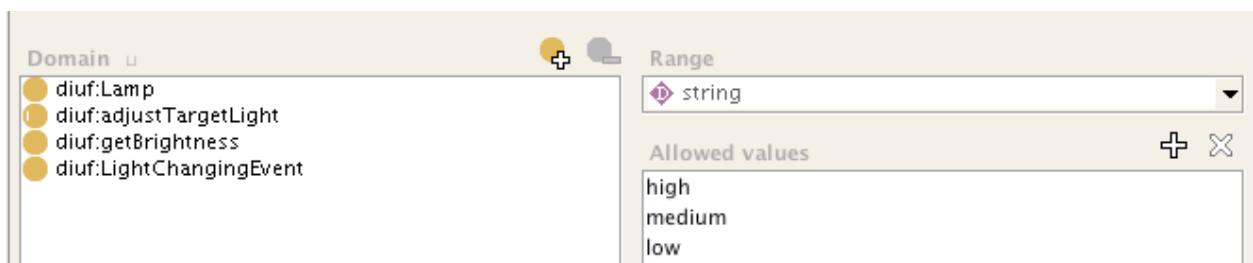 Domain
diuf:Lamp
diuf:adjustTargetLight
diuf:getBrightness
diuf:LightChangingEvent
Range
string
Allowed values
high
medium
low